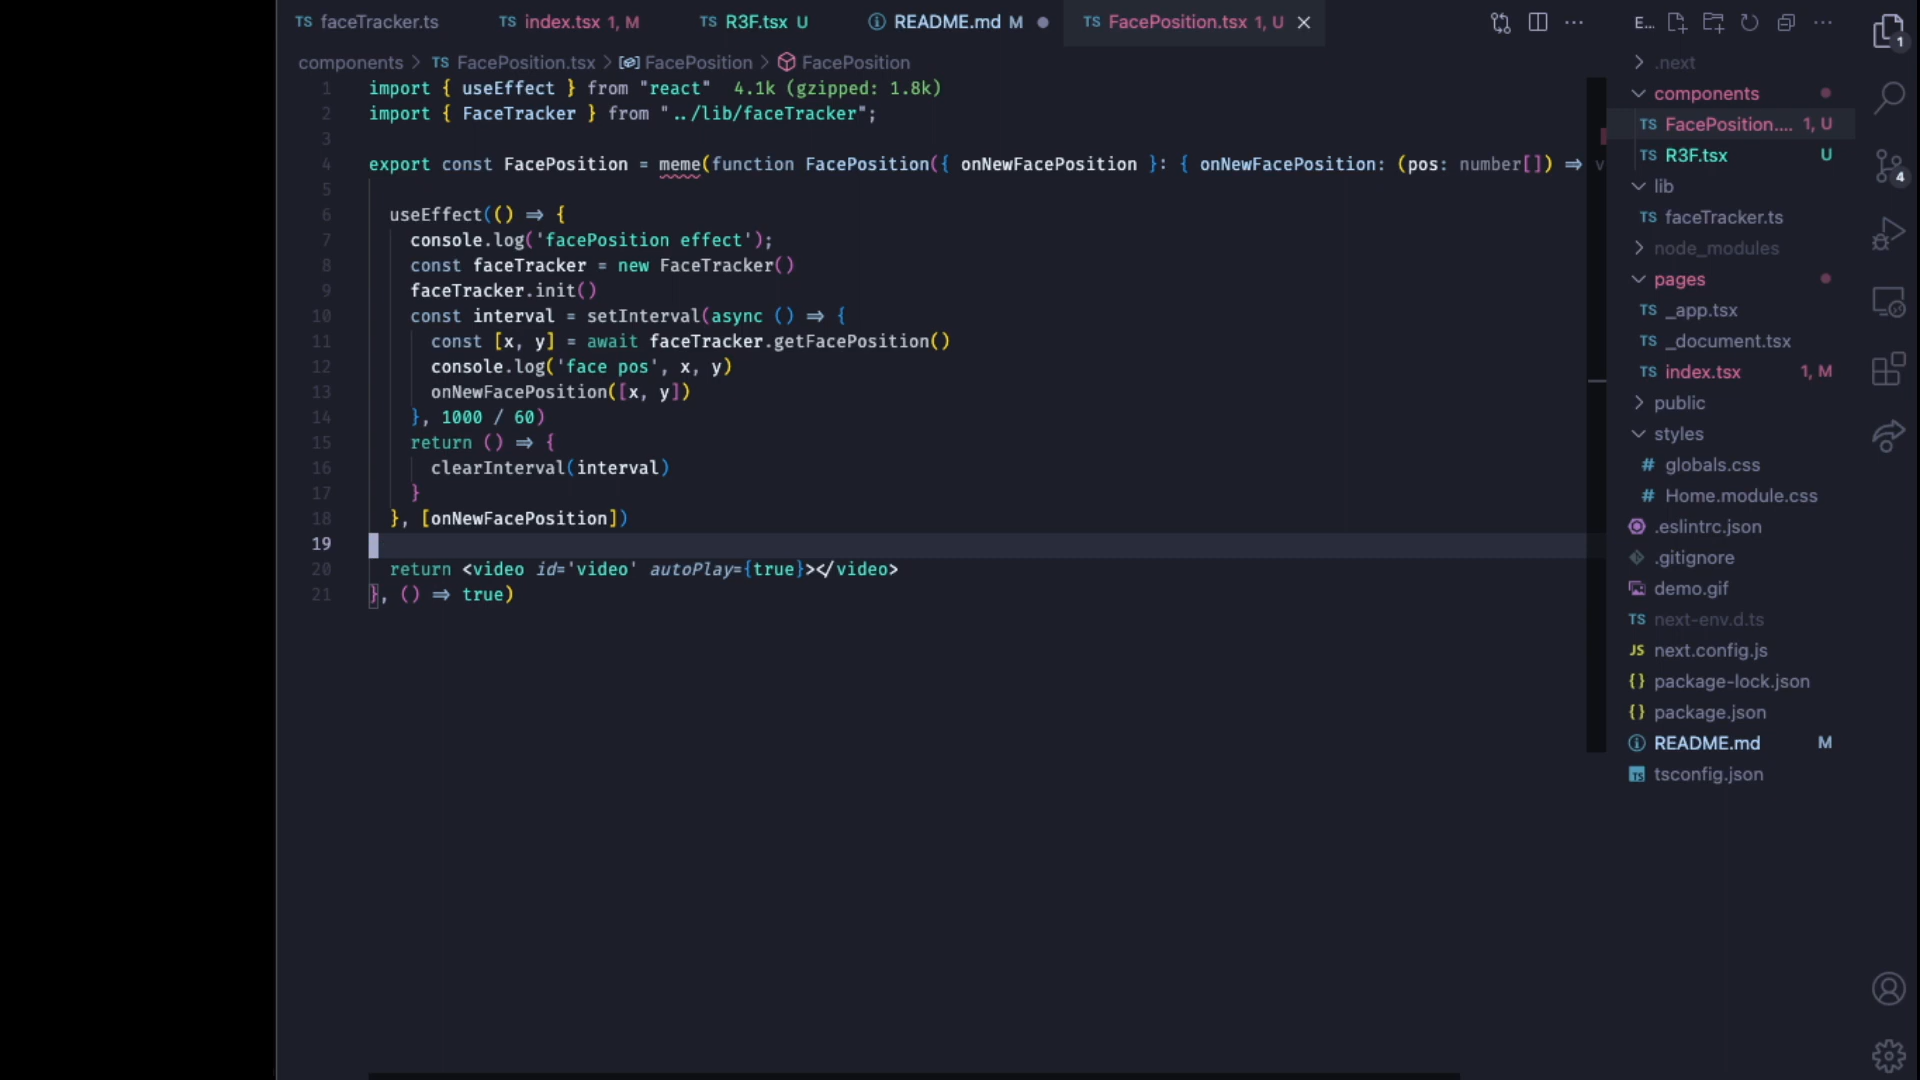 TS faceTracker.ts TS index.tsx 1, M TS R3F.tsx U README.md M TS FacePosition.tsx 1, U
components > TS FacePosition.tsx > FacePosition > FacePosition
1 import { useEffect } from "react" 4.1k (gzipped: 1.8k)
2 import { FaceTracker } from "../lib/faceTracker";
3
4 export const FacePosition = meme(function FacePosition({ onNewFacePosition }: { onNewFacePosition: (pos: number[]) => v
5
6 useEffect(() => {
7 console.log('facePosition effect');
8 const faceTracker = new FaceTracker()
9 faceTracker.init()
10 const interval = setInterval(async () => {
11 const [x, y] = await faceTracker.getFacePosition()
12 console.log('face pos', x, y)
13 onNewFacePosition([x, y])
14 }, 1000 / 60)
15 return () => {
16 clearInterval(interval)
17 }
18 }, [onNewFacePosition])
19
20 return <video id='video' autoPlay={true}></video>
21 }, () => true)
E...
.next
components
TS FacePosition.... 1, U
TS R3F.tsx U
lib
TS faceTracker.ts
node_modules
pages
TS _app.tsx
TS _document.tsx
TS index.tsx 1, M
public
styles
# globals.css
# Home.module.css
.eslintrc.json
.gitignore
demo.gif
TS next-env.d.ts
JS next.config.js
{} package-lock.json
{} package.json
README.md M
TS tsconfig.json
1
4